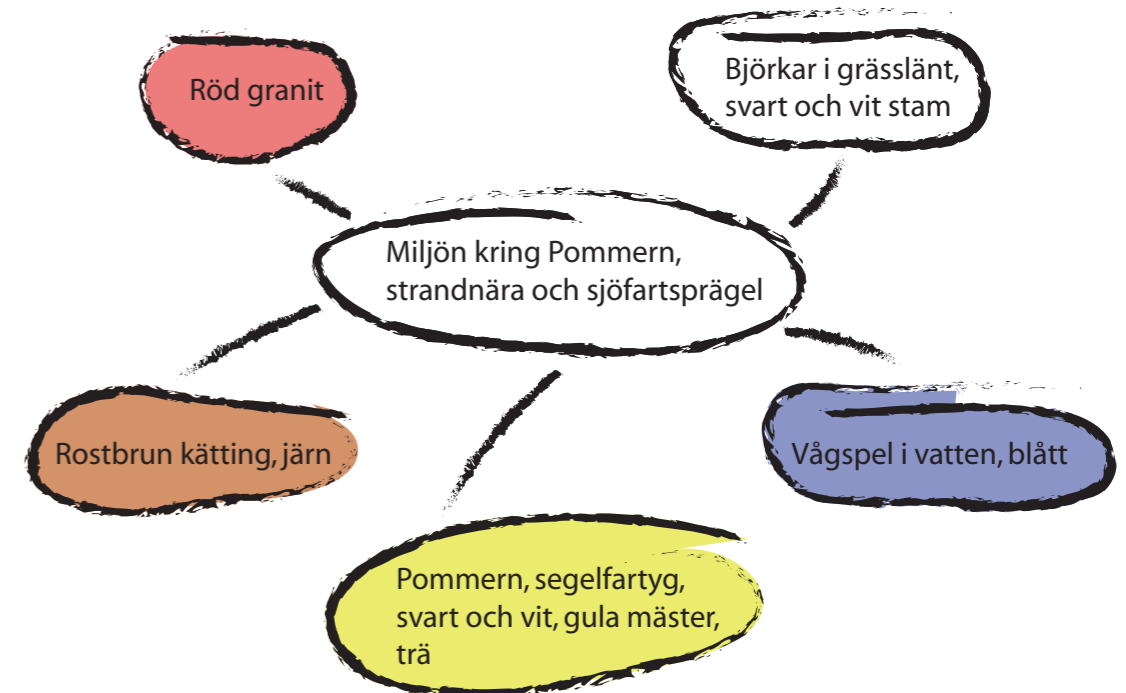 Röd granit
Björkar i grässlänt,
svart och vit stam
Miljön kring Pommern,
strandnära och sjöfartsprägel
Rostbrun kätting, järn
Vågspel i vatten, blått
Pommern, segelfartyg,
svart och vit, gula mäster,
trä